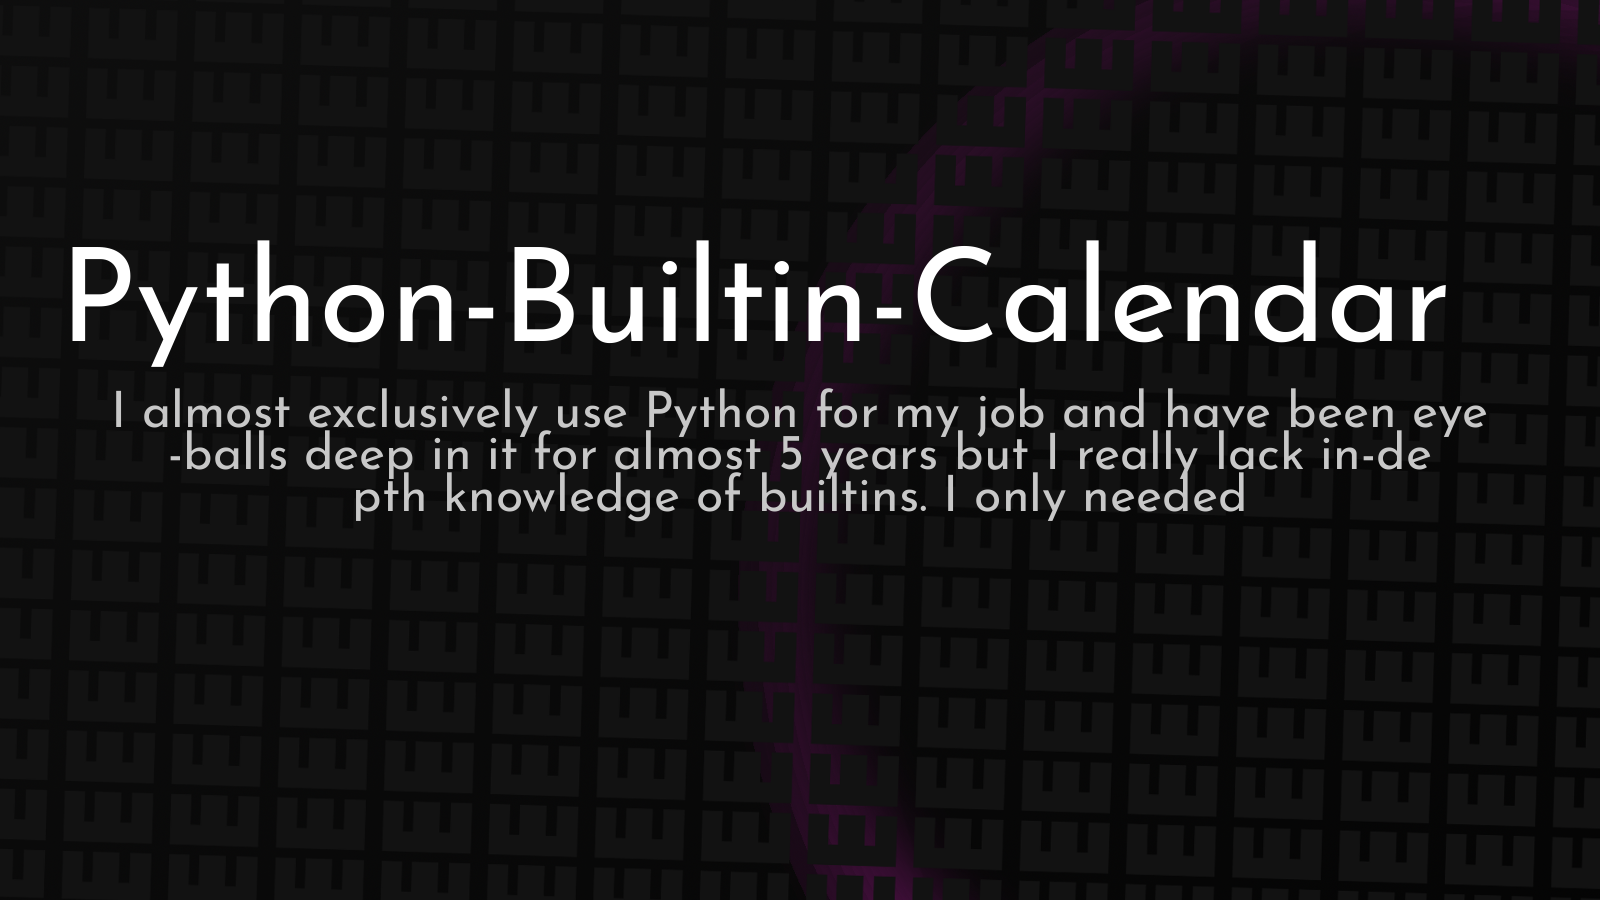 Python-Builtin-Calendar
I almost exclusively use Python for my job and have been eye
-balls deep in it for almost 5 years but I really lack in-de
pth knowledge of builtins. I only needed